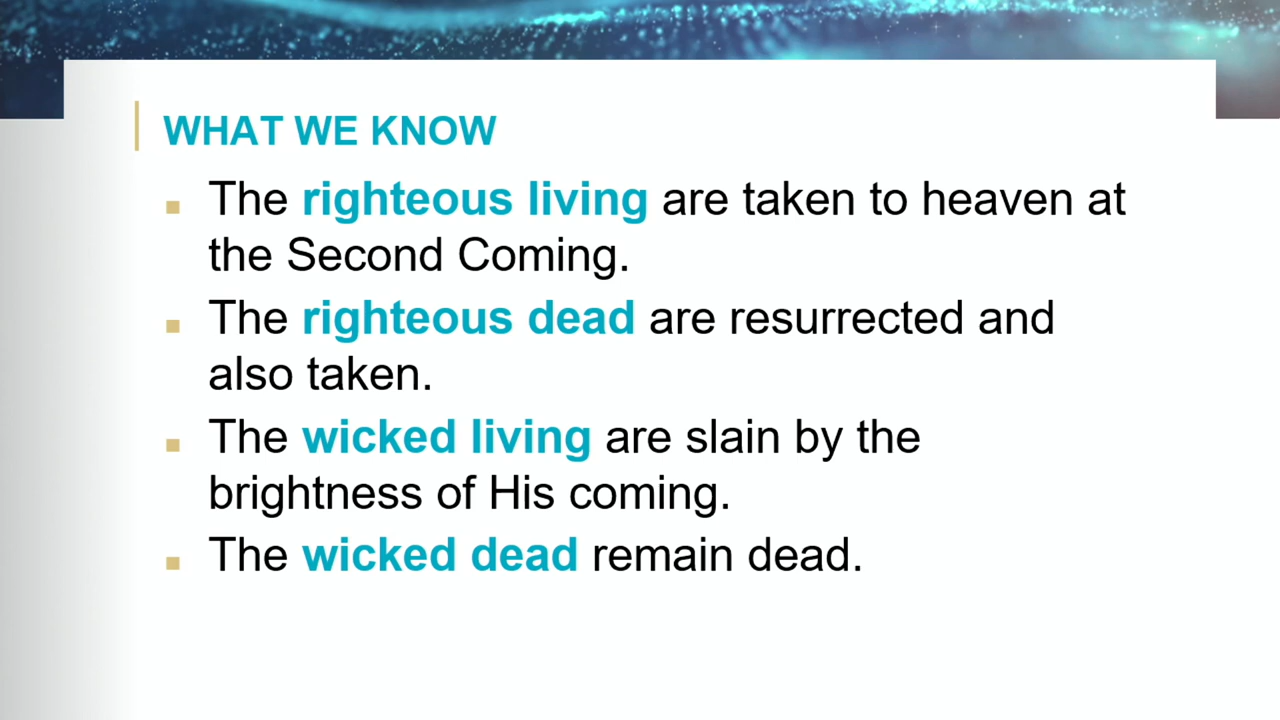 WHAT WE KNOW
The righteous living are taken to heaven at
the Second Coming.
The righteous dead are resurrected and
also taken.
The wicked living are slain by the
brightness of His coming.
The wicked dead remain dead.